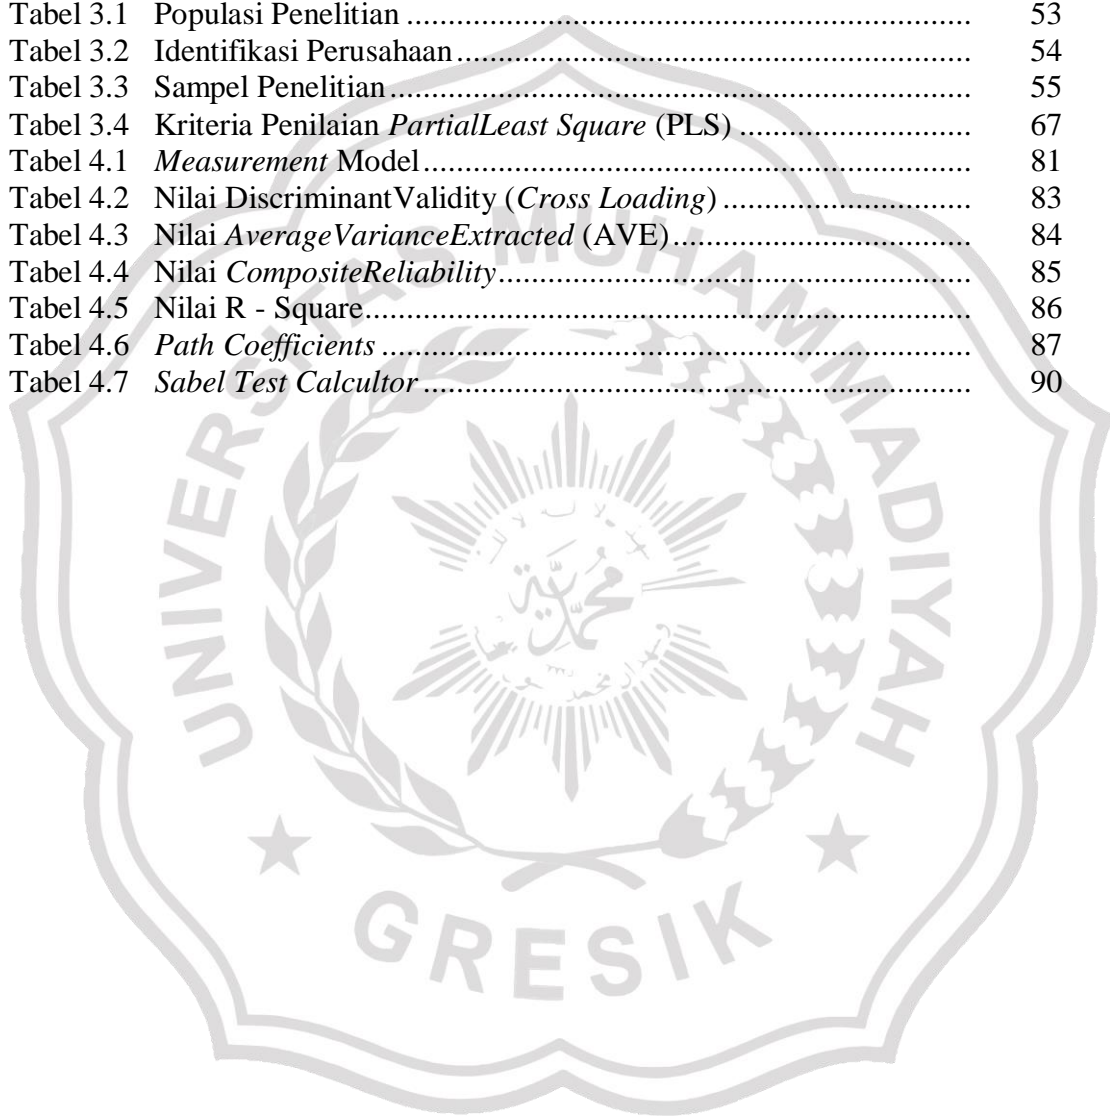 Tabel 3.1 Populasi Penelitian ..................................................................... 53
Tabel 3.2 Identifikasi Perusahaan ............................................................... 54
Tabel 3.3 Sampel Penelitian ....................................................................... 55
Tabel 3.4 Kriteria Penilaian PartialLeast Square (PLS) ............................ 67
Tabel 4.1 Measurement Model ................................................................... 81
Tabel 4.2 Nilai DiscriminantValidity (Cross Loading) .............................. 83
Tabel 4.3 Nilai AverageVarianceExtracted (AVE) .................................... 84
Tabel 4.4 Nilai CompositeReliability .......................................................... 85
Tabel 4.5 Nilai R - Square .......................................................................... 86
Tabel 4.6 Path Coefficients ........................................................................ 87
Tabel 4.7 Sabel Test Calcultor ................................................................... 90
UNIVERSITAS MUHAMMADIYAH
محمد
GRESIK